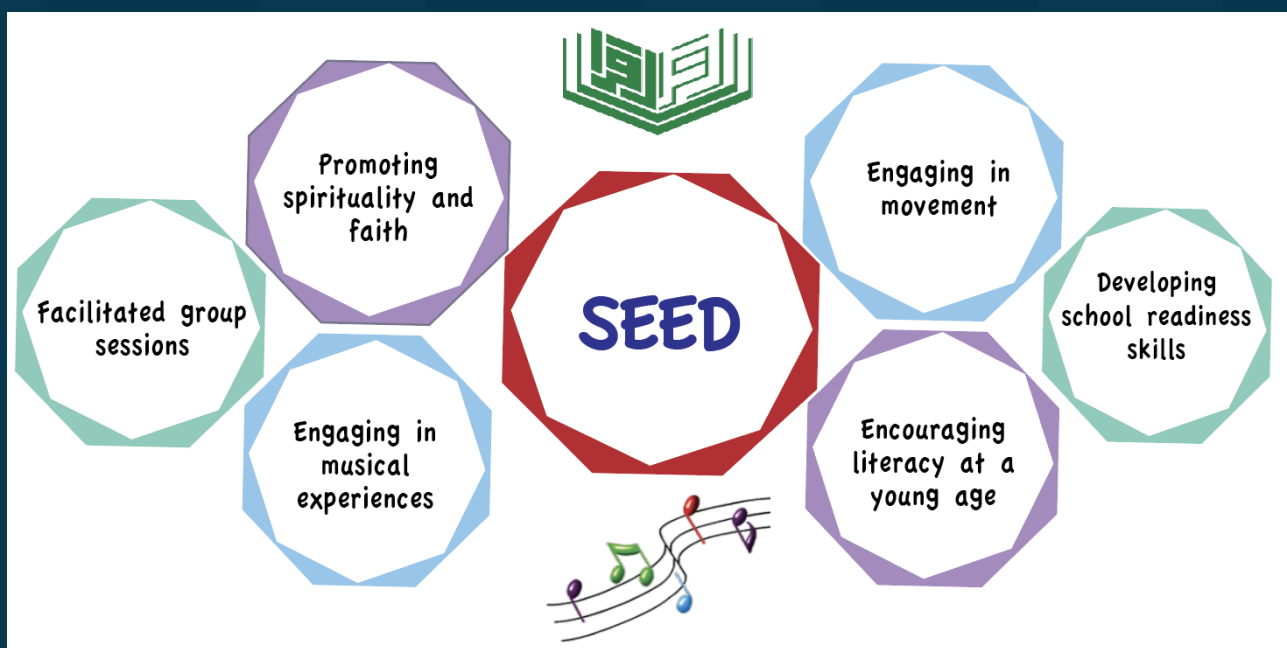 Promoting
spirituality and
faith
Facilitated group
sessions
Engaging in
musical
experiences
SEED
Engaging in
movement
Developing
school readiness
skills
Encouraging
literacy at a
young age